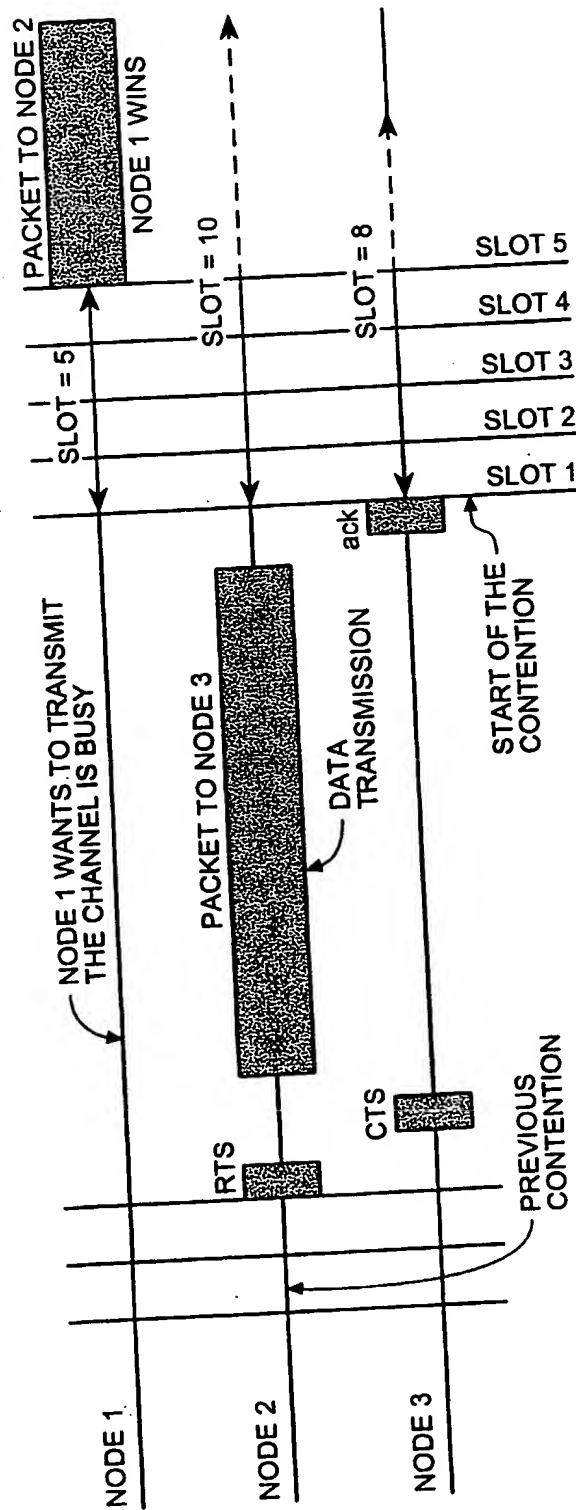 NODE 1
NODE 1 WANTS TO TRANSMIT
THE CHANNEL IS BUSY
SLOT = 5
PACKET TO NODE 2
NODE 1 WINS
NODE 2
RTS
PACKET TO NODE 3
SLOT = 10
DATA
TRANSMISSION
NODE 3
CTS
ack
SLOT = 8
PREVIOUS
CONTENTION
START OF THE
CONTENTION
SLOT 1
SLOT 2
SLOT 3
SLOT 4
SLOT 5